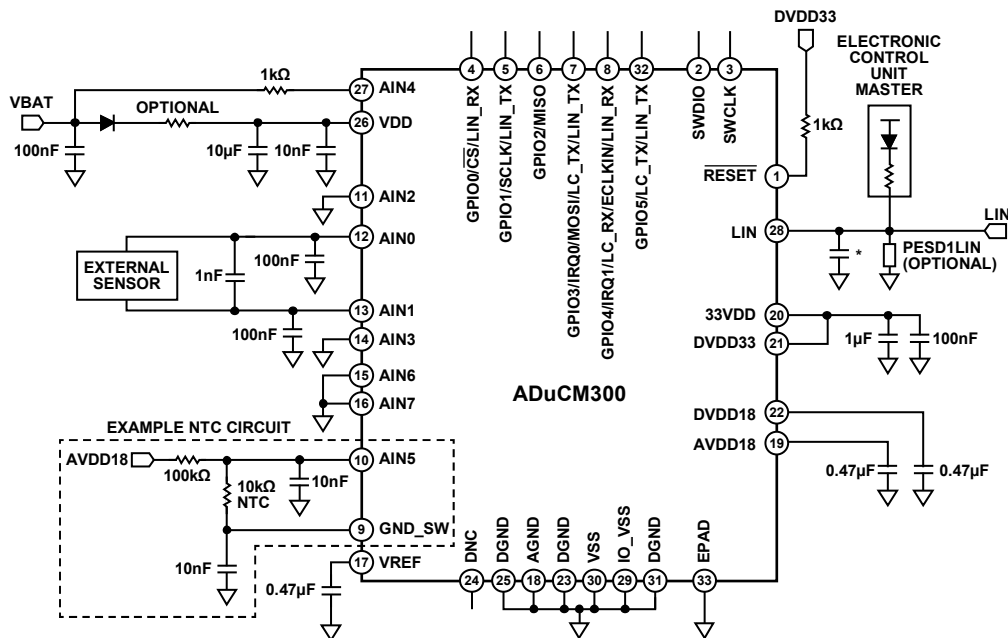 DVDD33
ELECTRONIC
CONTROL
UNIT
MASTER
4
5
6
7
8
32
2
3
GPIO0/CS/LIN_RX
GPIO1/SCLK/LIN_TX
GPIO2/MISO
GPIO3/IRQ0/MOSI/LC_TX/LIN_TX
GPIO4/IRQ1/LC_RX/ECLKIN/LIN_RX
GPIO5/LC_TX/LIN_TX
SWDIO
SWCLK
1kΩ
27 AIN4
VBAT
OPTIONAL
26 VDD
100nF
10µF
10nF
11 AIN2
12 AIN0
EXTERNAL
SENSOR
1nF
100nF
13 AIN1
100nF
14 AIN3
15 AIN6
16 AIN7
EXAMPLE NTC CIRCUIT
AVDD18
100kΩ
10 AIN5
10kΩ
NTC
10nF
9 GND_SW
10nF
17 VREF
0.47µF
ADuCM300
1kΩ
RESET 1
LIN 28
LIN
*
PESD1LIN
(OPTIONAL)
33VDD 20
DVDD33 21
1µF
100nF
DVDD18 22
AVDD18 19
0.47µF
0.47µF
DNC
DGND
AGND
DGND
VSS
IO_VSS
DGND
EPAD
24
25
18
23
30
29
31
33